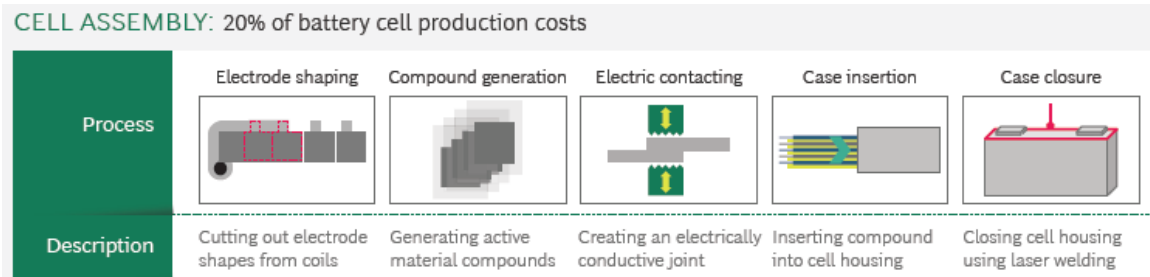 CELL ASSEMBLY: 20% of battery cell production costs
Electrode shaping
Compound generation
Electric contacting
Case insertion
Case closure
Process
Description
Cutting out electrode
shapes from coils
Generating active
material compounds
Creating an electrically
conductive joint
Inserting compound
into cell housing
Closing cell housing
using laser welding